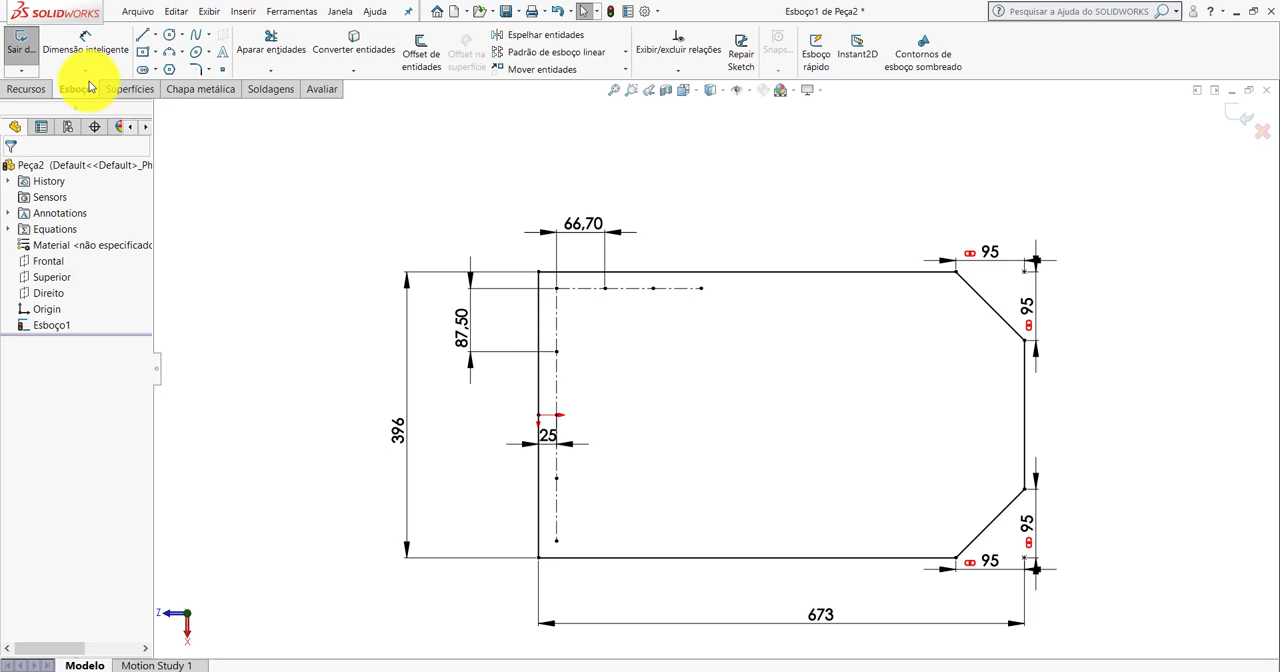 SOLIDWORKS
Arquivo Editar Exibir Inserir Ferramentas Janela Ajuda
Esboço1 de Peça2 *
Pesquisar a Ajuda do SOLIDWORKS
Sair d...
Dimensão inteligente
Aparar entidades
Converter entidades
Offset de entidades
Offset na superfície
Espelhar entidades
Padrão de esboço linear
Mover entidades
Exibir/excluir relações
Repair Sketch
Snaps...
Esboço rápido
Instant2D
Contornos de esboço sombreado
Recursos Esboço Superfícies Chapa metálica Soldagens Avaliar
Peça2 (Default<<Default>_Ph
History
Sensors
Annotations
Equations
Material <não especificado
Frontal
Superior
Direito
Origin
Esboço1
66,70
95
95
87,50
396
25
95
95
673
Z
X
Modelo Motion Study 1